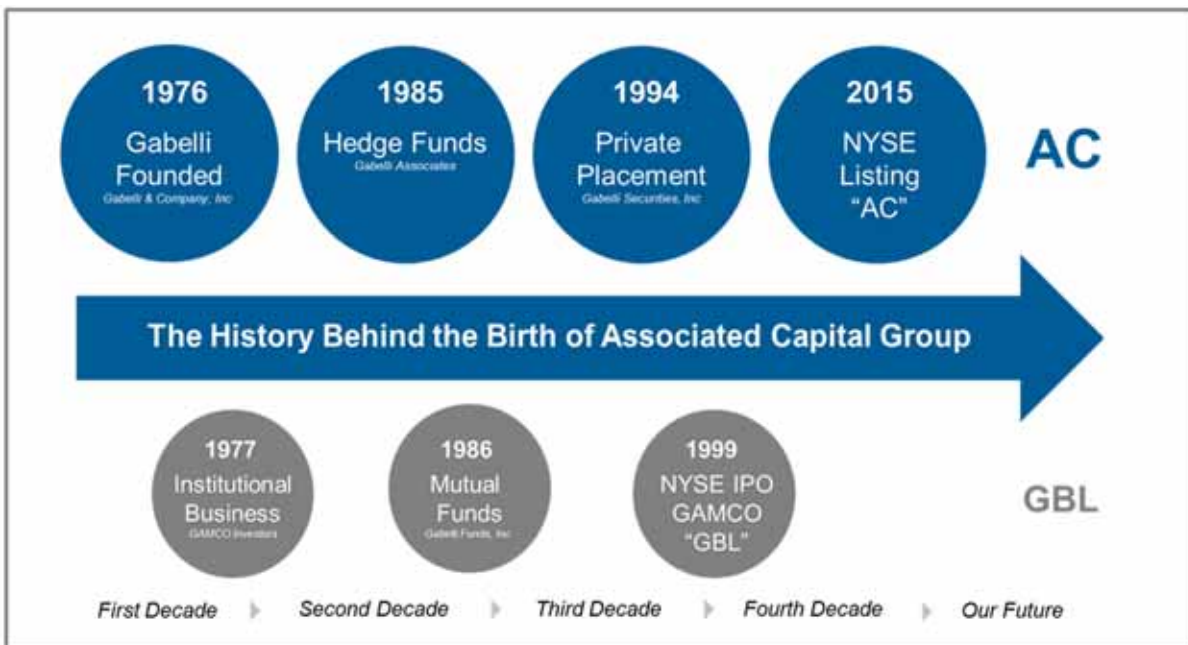 1976
Gabelli
Founded
Gabelli & Company, Inc
1985
Hedge Funds
Gabelli Associates
1994
Private
Placement
Gabelli Securities, Inc
2015
NYSE
Listing
“AC”
AC
The History Behind the Birth of Associated Capital Group
1977
Institutional
Business
GAMCO Investors
1986
Mutual
Funds
Gabelli Funds, Inc
1999
NYSE IPO
GAMCO
“GBL”
GBL
First Decade
Second Decade
Third Decade
Fourth Decade
Our Future